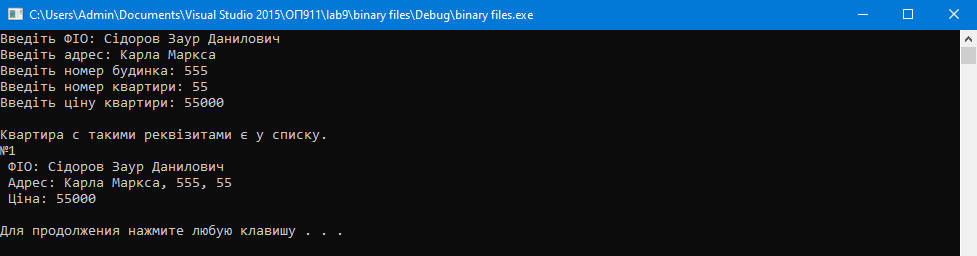 C:\Users\Admin\Documents\Visual Studio 2015\ОП911\lab9\binary files\Debug\binary files.exe
Введіть ФІО: Сідоров Заур Данилович
Введіть адрес: Карла Маркса
Введіть номер будинка: 555
Введіть номер квартири: 55
Введіть ціну квартири: 55000
Квартира с такими реквізитами є у списку.
№1
ФІО: Сідоров Заур Данилович
Адрес: Карла Маркса, 555, 55
Ціна: 55000
Для продолжения нажмите любую клавишу . . .